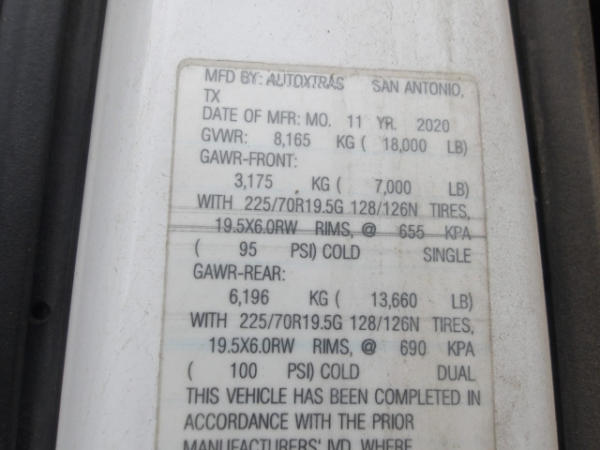 MFD BY: AUTOXTRAS SAN ANTONIO,
TX
DATE OF MFR: MO. 11 YR. 2020
GVWR: 8,165 KG ( 18,000 LB)
GAWR-FRONT:
3,175 KG ( 7,000 LB)
WITH 225/70R19.5G 128/126N TIRES,
19.5X6.0RW RIMS, @ 655 KPA
( 95 PSI) COLD SINGLE
GAWR-REAR:
6,196 KG ( 13,660 LB)
WITH 225/70R19.5G 128/126N TIRES,
19.5X6.0RW RIMS, @ 690 KPA
( 100 PSI) COLD DUAL
THIS VEHICLE HAS BEEN COMPLETED IN
ACCORDANCE WITH THE PRIOR
MANUFACTURERS' IVD, WHERE